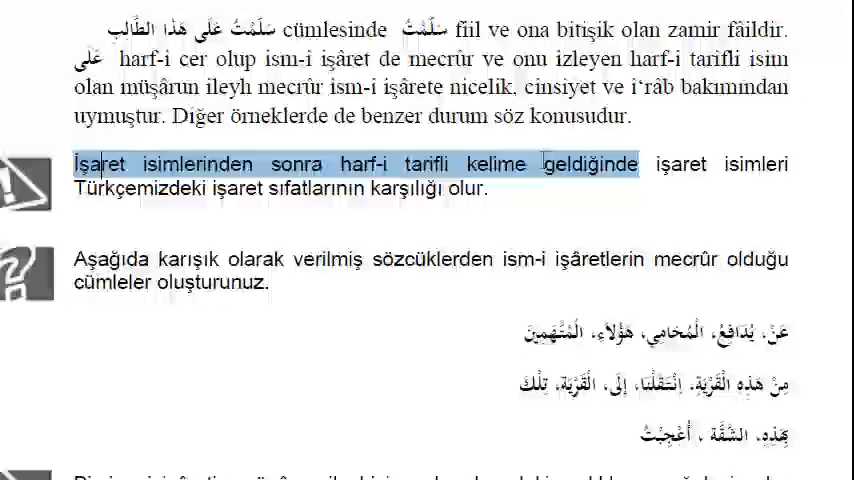 سَلَّمْتُ عَلَى هَذَا الطَّالِبِ cümlesinde سَلَّمْتُ fiil ve ona bitişik olan zamir fâildir.
عَلَى harf-i cer olup ism-i işâret de mecrûr ve onu izleyen harf-i tarifli isim
olan müşârun ileyh mecrûr ism-i işârete nicelik, cinsiyet ve i‘râb bakımından
uymuştur. Diğer örneklerde de benzer durum söz konusudur.
İşaret isimlerinden sonra harf-i tarifli kelime geldiğinde işaret isimleri
Türkçemizdeki işaret sıfatlarının karşılığı olur.
Aşağıda karışık olarak verilmiş sözcüklerden ism-i işâretlerin mecrûr olduğu
cümleler oluşturunuz.
عَنْ، يُدَافِعُ، الْمُحَامِي، هَؤُلاَءِ، الْمُتَّهَمِينَ
مِنْ هَذِهِ الْقَرْيَةِ. اِنْتَقَلْنَا، إِلَى، الْقَرْيَة، تِلْكَ
بِهَذِهِ، الشَّقَّة ، أُعْجِبْتُ